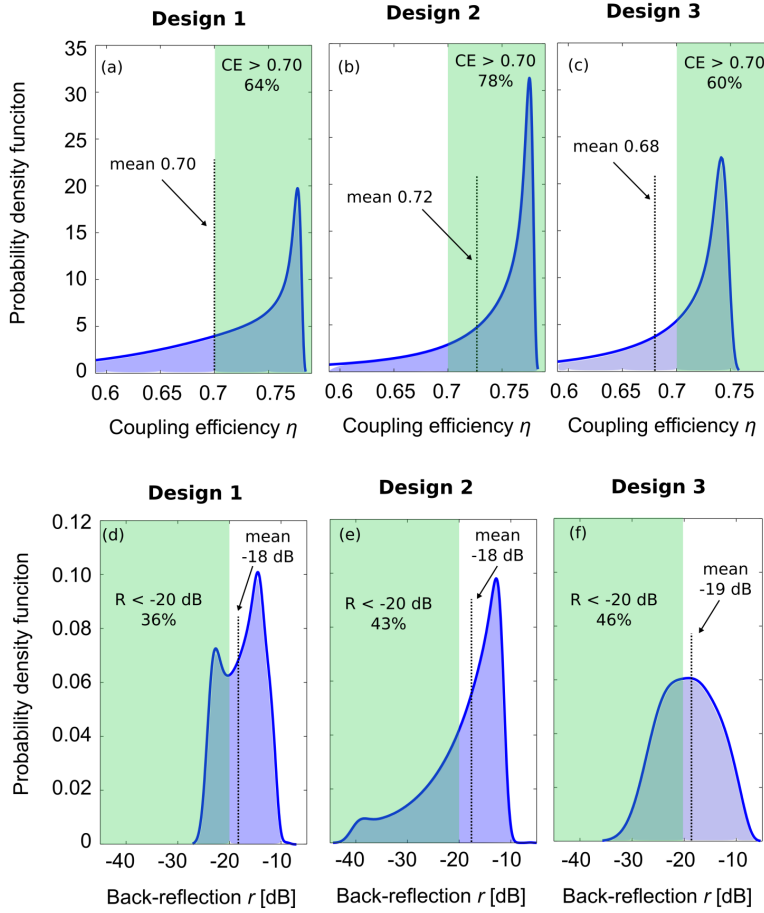 Design 1
Design 2
Design 3
Probability density funciton
35
30
25
20
15
10
5
0
(a)
CE > 0.70
64%
mean 0.70
(b)
CE > 0.70
78%
mean 0.72
(c)
CE > 0.70
60%
mean 0.68
0.6 0.65 0.7 0.75
0.6 0.65 0.7 0.75
0.6 0.65 0.7 0.75
Coupling efficiency η
Coupling efficiency η
Coupling efficiency η
Design 1
Design 2
Design 3
Probability density funciton
0.12
0.10
0.08
0.06
0.04
0.02
0
(d)
mean
-18 dB
R < -20 dB
36%
(e)
mean
-18 dB
R < -20 dB
43%
(f)
mean
-19 dB
R < -20 dB
46%
-40 -30 -20 -10
-40 -30 -20 -10
-40 -30 -20 -10
Back-reflection r [dB]
Back-reflection r [dB]
Back-reflection r [dB]